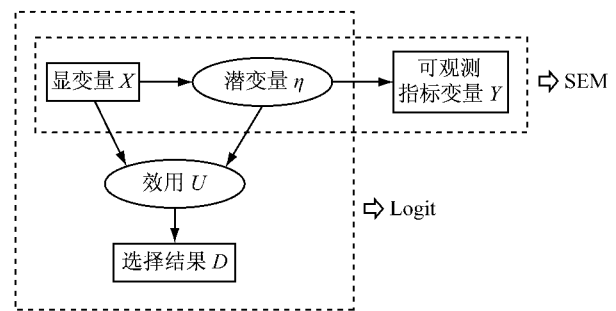 显变量 X
潜变量 η
可观测
指标变量 Y
SEM
效用 U
Logit
选择结果 D